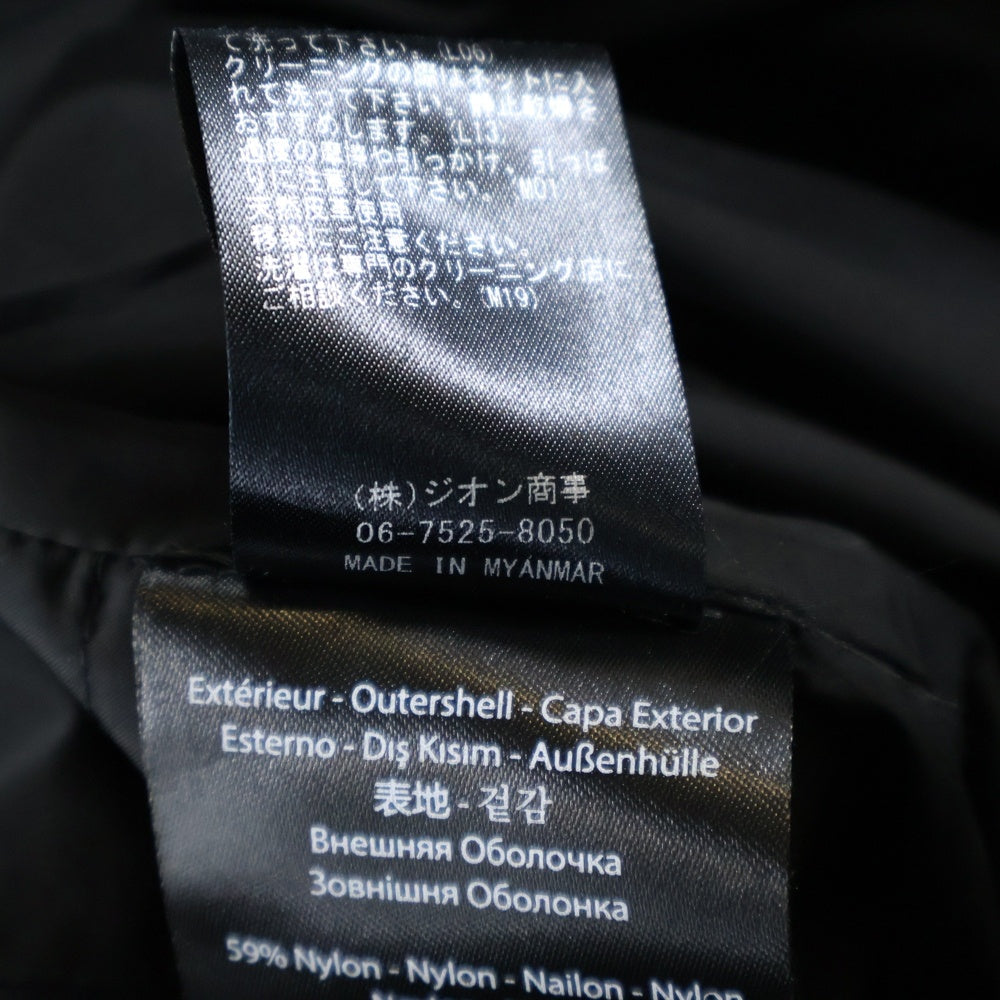 て洗って下さい。(L06)
クリーニングの際はネットに入
れて洗って下さい。静止乾燥を
おすすめします。(L13
過度の摩擦や引っかけ、引っぱ
りに注意して下さい。 M01
天然皮革使用
特殊にご注意ください。
洗濯は専門のクリーニング店に
ご相談ください。(M19)
(株)ジオン商事
06-7525-8050
MADE IN MYANMAR
Extérieur - Outershell - Capa Exterior
Esterno - Dış Kısım - Außenhülle
表地 - 겉감
Внешняя Оболочка
Зовнішня Оболонка
59% Nylon - Nylon - Nailon - Nylon